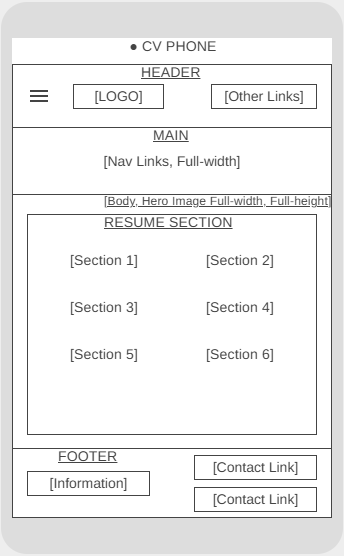 ● CV PHONE
HEADER
[LOGO] [Other Links]
MAIN
[Nav Links, Full-width]
[Body, Hero Image Full-width, Full-height]
RESUME SECTION
[Section 1] [Section 2]
[Section 3] [Section 4]
[Section 5] [Section 6]
FOOTER
[Information]
[Contact Link]
[Contact Link]